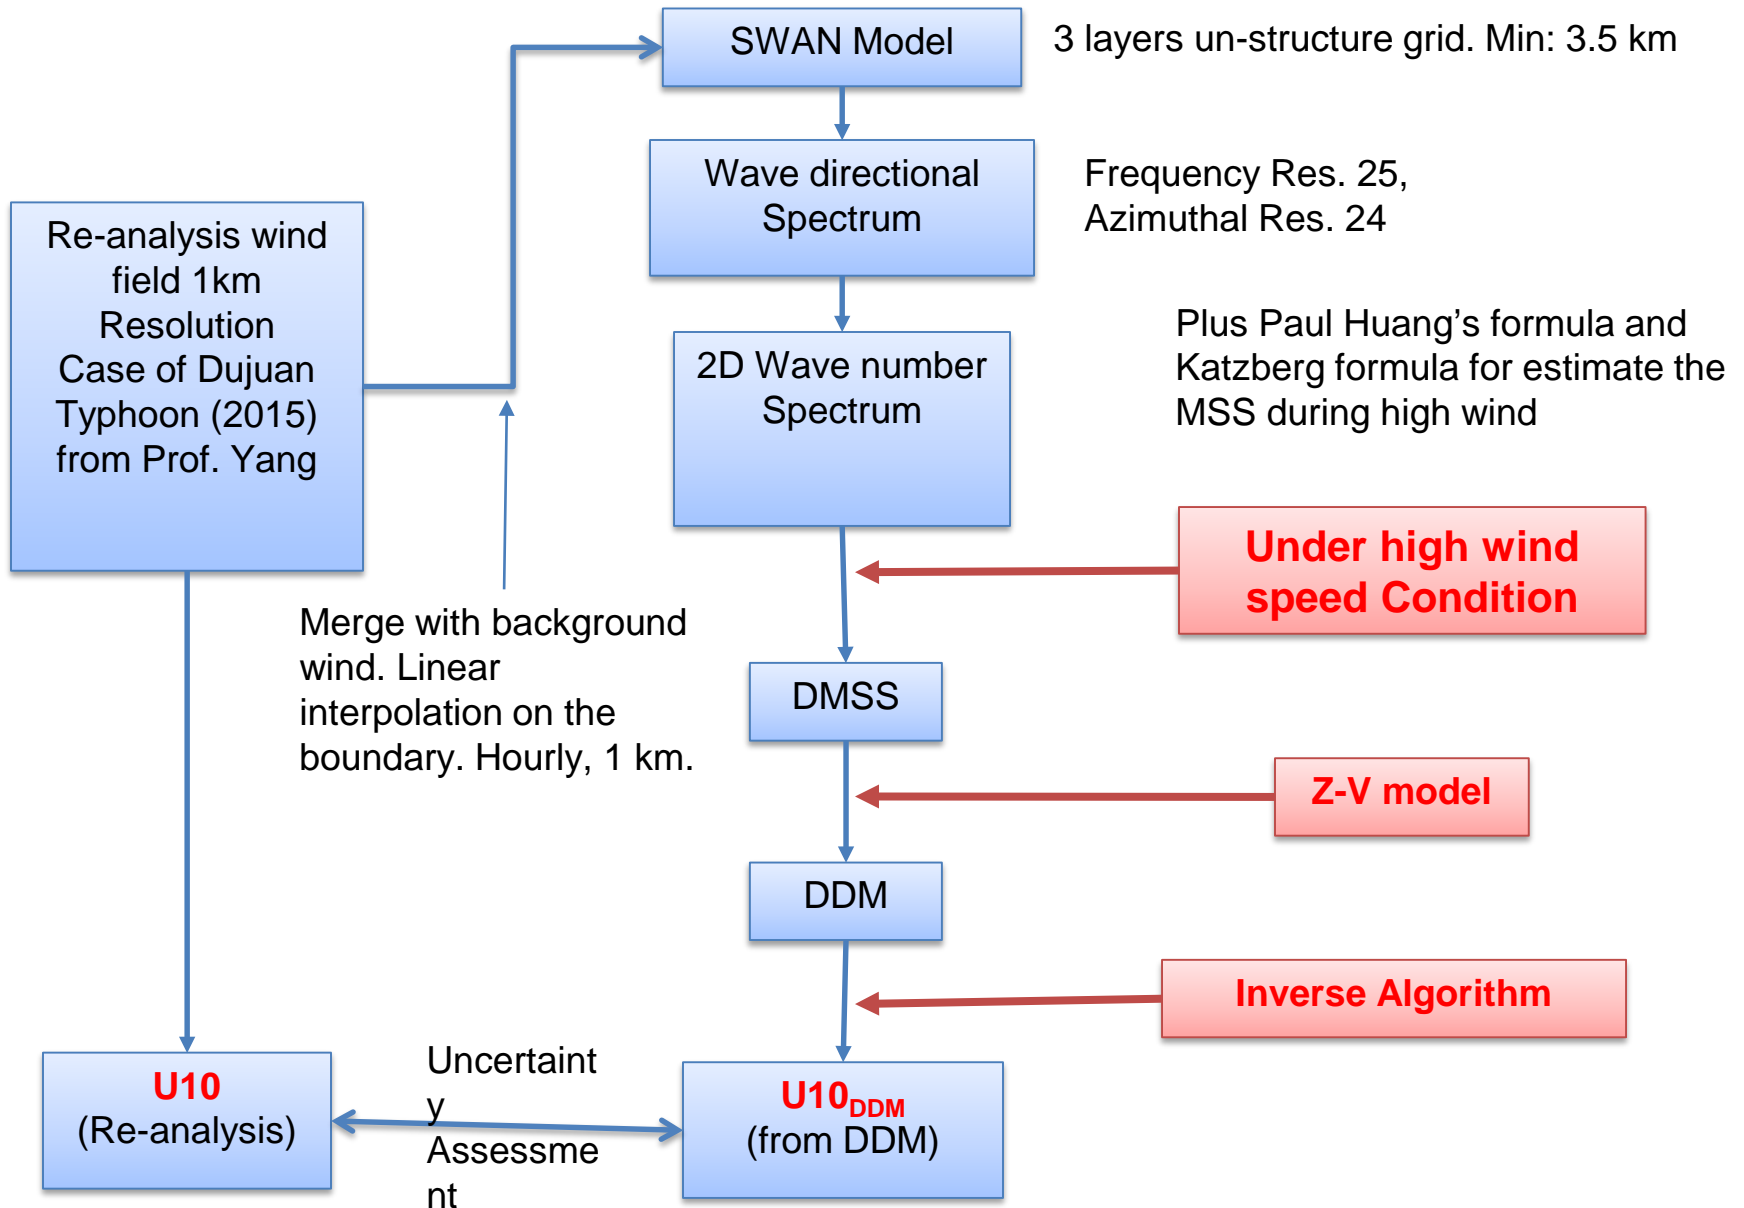 SWAN Model
3 layers un-structure grid. Min: 3.5 km
Wave directional
Spectrum
Frequency Res. 25,
Azimuthal Res. 24
Re-analysis wind
field 1km
Resolution
Case of Dujuan
Typhoon (2015)
from Prof. Yang
2D Wave number
Spectrum
Plus Paul Huang’s formula and
Katzberg formula for estimate the
MSS during high wind
Under high wind
speed Condition
Merge with background
wind. Linear
interpolation on the
boundary. Hourly, 1 km.
DMSS
Z-V model
DDM
Inverse Algorithm
U10
(Re-analysis)
Uncertaint
y
Assessme
nt
U10DDM
(from DDM)